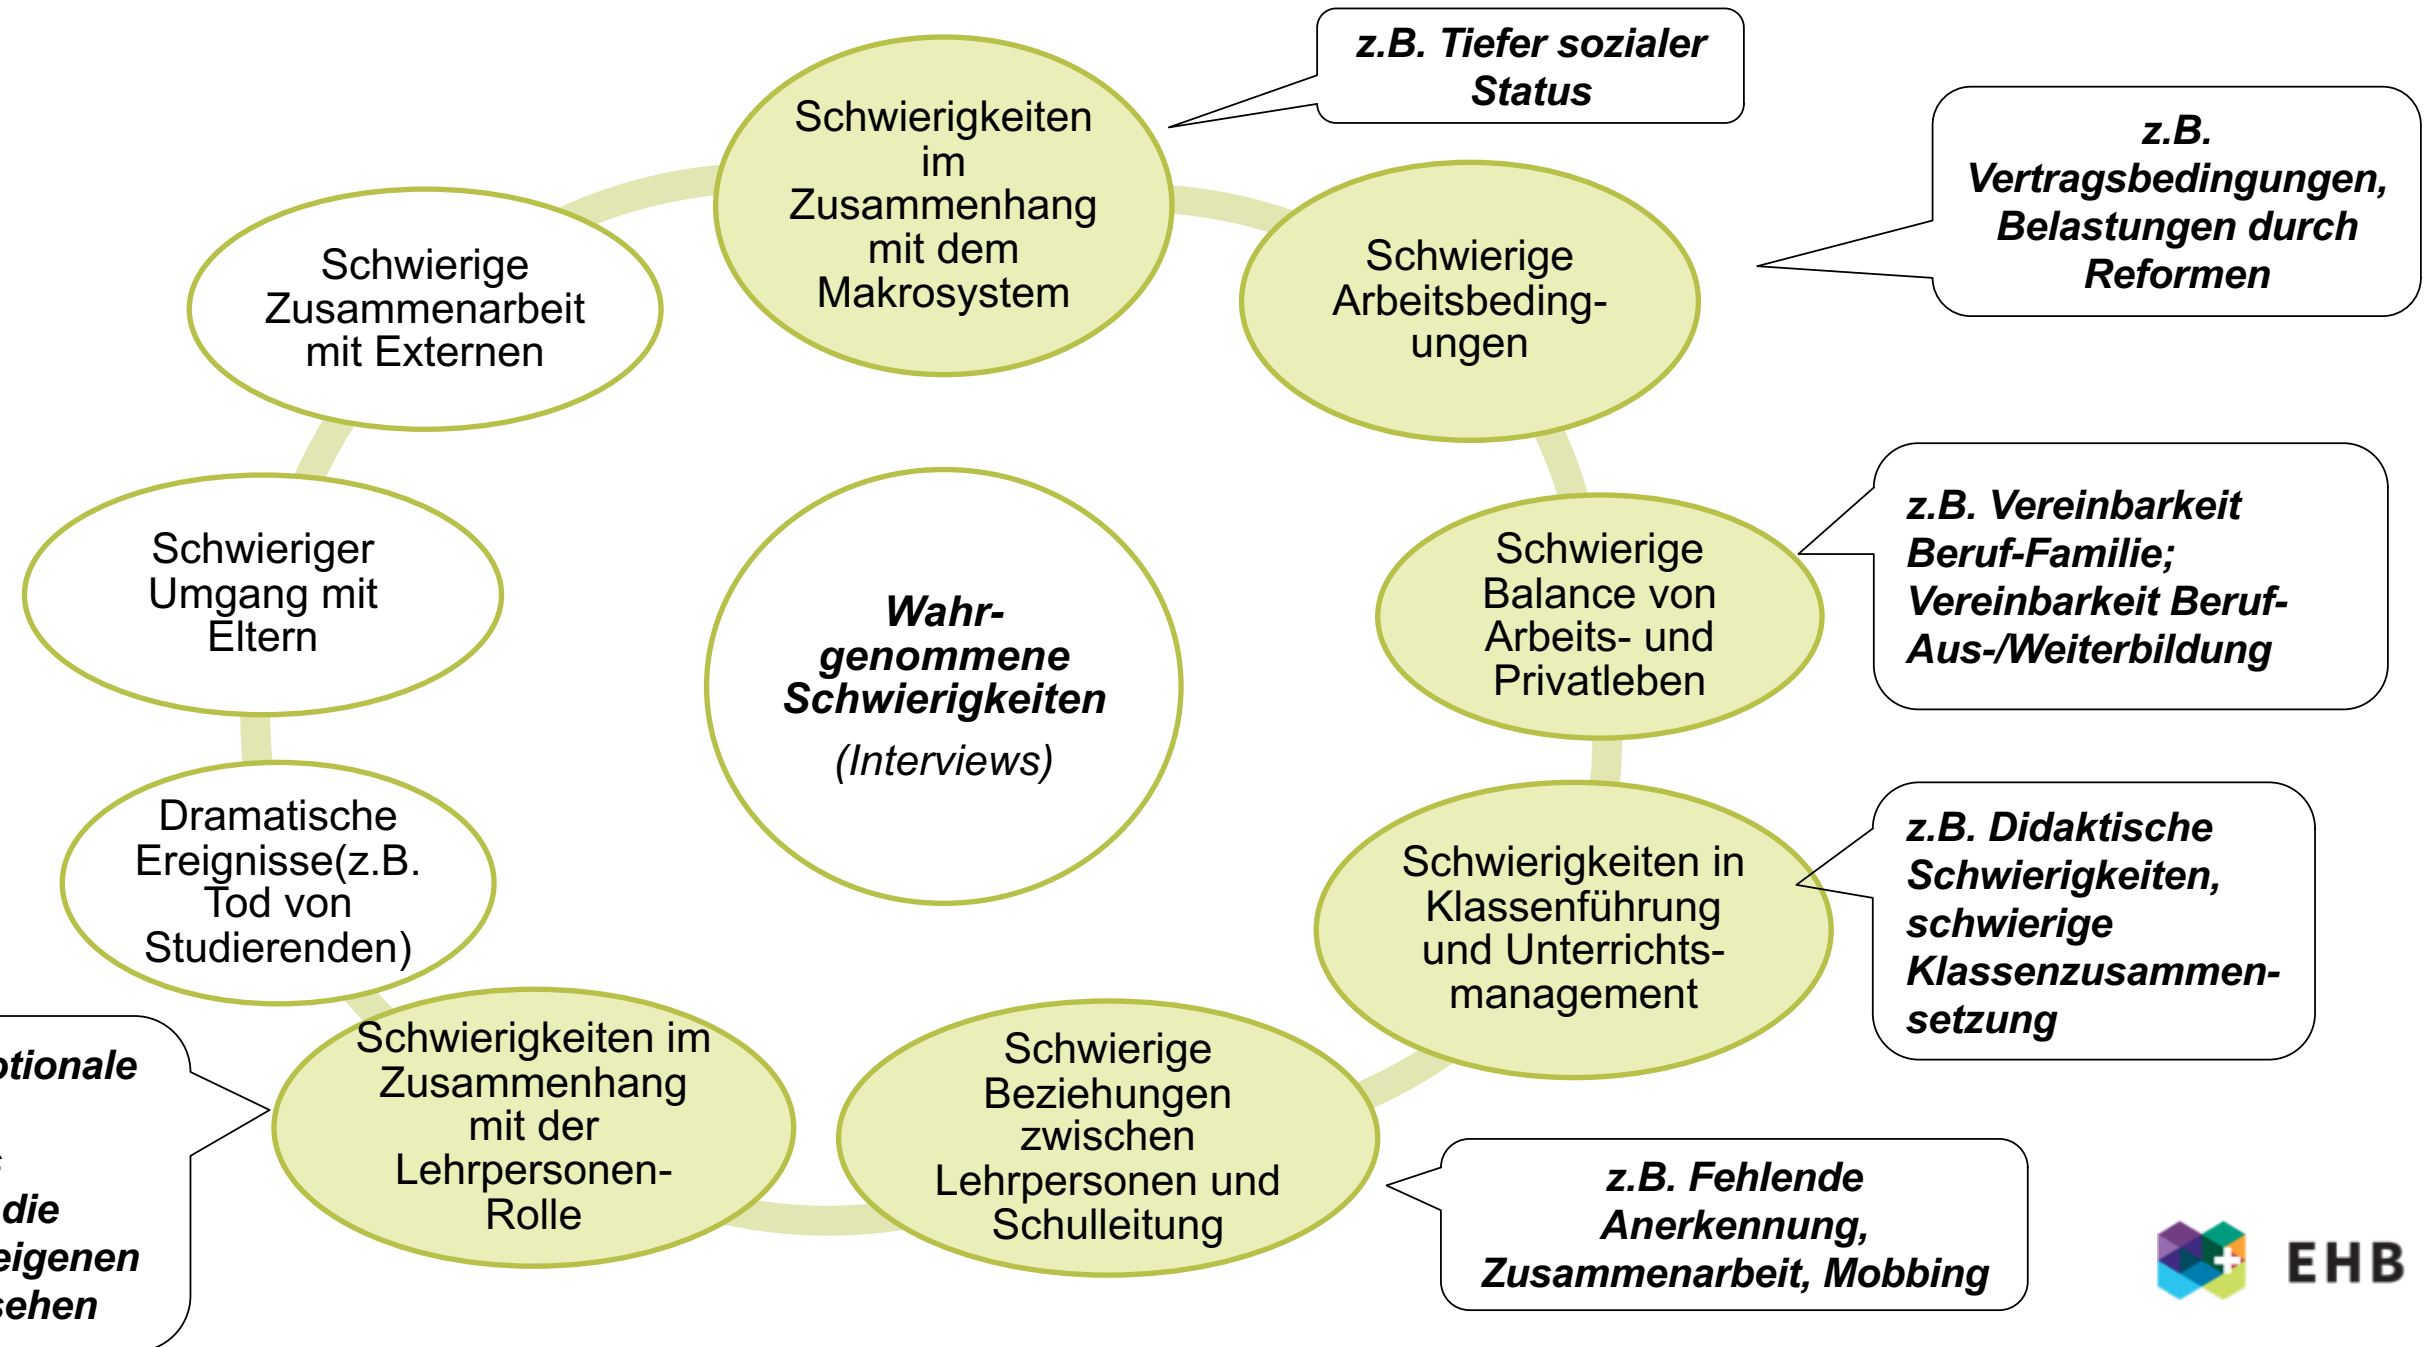 z.B. Tiefer sozialer
Status
Schwierigkeiten
im
Zusammenhang
mit dem
Makrosystem
z.B.
Vertragsbedingungen,
Belastungen durch
Reformen
Schwierige
Arbeitsbeding-
ungen
Schwierige
Zusammenarbeit
mit Externen
z.B. Vereinbarkeit
Beruf-Familie;
Vereinbarkeit Beruf-
Aus-/Weiterbildung
Schwierige
Balance von
Arbeits- und
Privatleben
Schwieriger
Umgang mit
Eltern
Wahr-
genommene
Schwierigkeiten
(Interviews)
Dramatische
Ereignisse(z.B.
Tod von
Studierenden)
z.B. Didaktische
Schwierigkeiten,
schwierige
Klassenzusammen-
setzung
Schwierigkeiten in
Klassenführung
und Unterrichts-
management
Schwierigkeiten im
Zusammenhang
mit der
Lehrpersonen-
Rolle
Schwierige
Beziehungen
zwischen
Lehrpersonen und
Schulleitung
die
eigenen
z.B. Fehlende
Anerkennung,
Zusammenarbeit, Mobbing
EHB